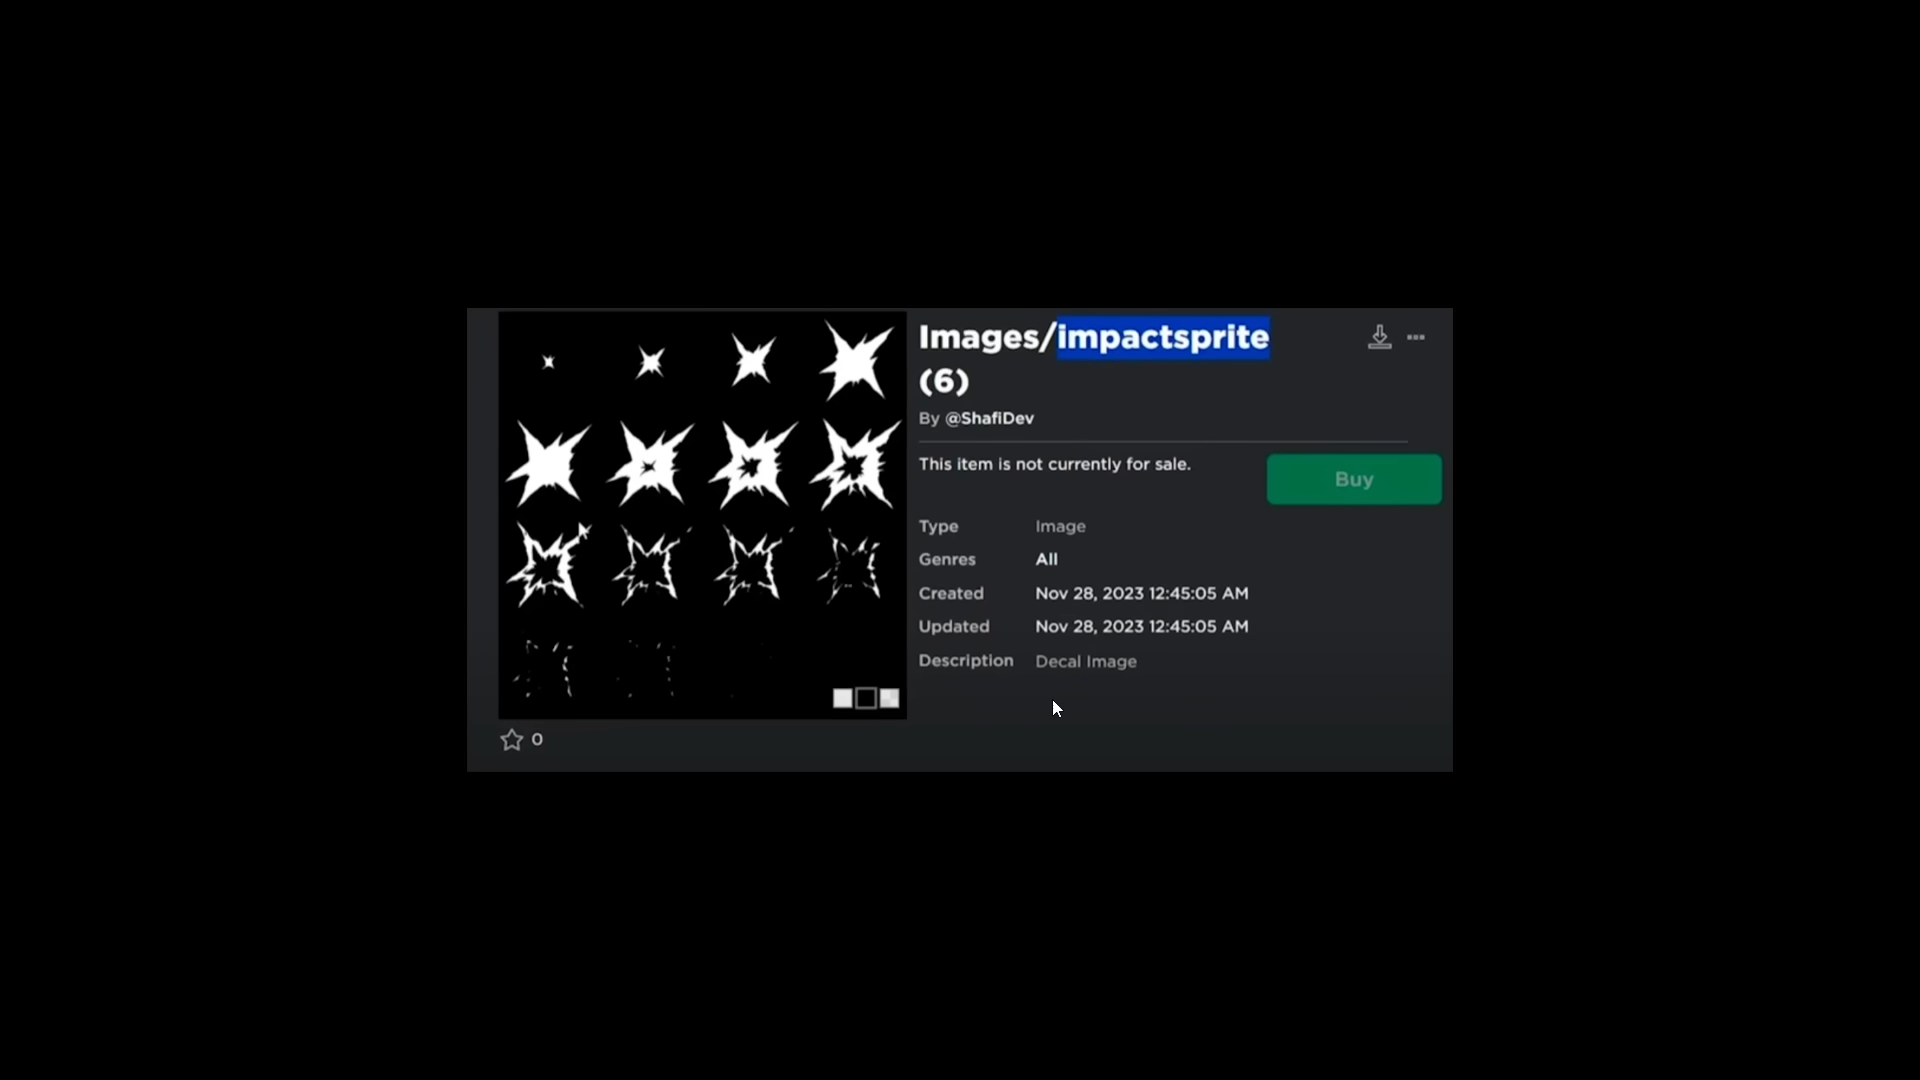 Images/impactsprite
(6)
By @ShafiDev
This item is not currently for sale.
Buy
Type Image
Genres All
Created Nov 28, 2023 12:45:05 AM
Updated Nov 28, 2023 12:45:05 AM
Description Decal Image
0